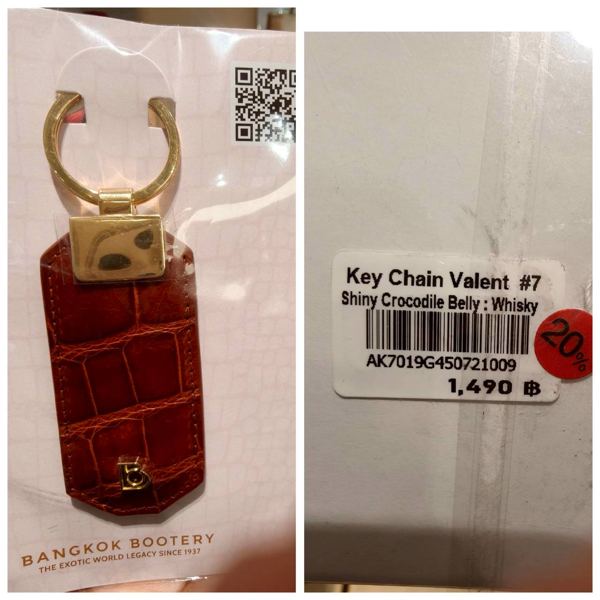 B
BANGKOK BOOTERY
THE EXOTIC WORLD LEGACY SINCE 1937
Key Chain Valent #7
Shiny Crocodile Belly : Whisky
AK7019G450721009
1,490 ฿
20%